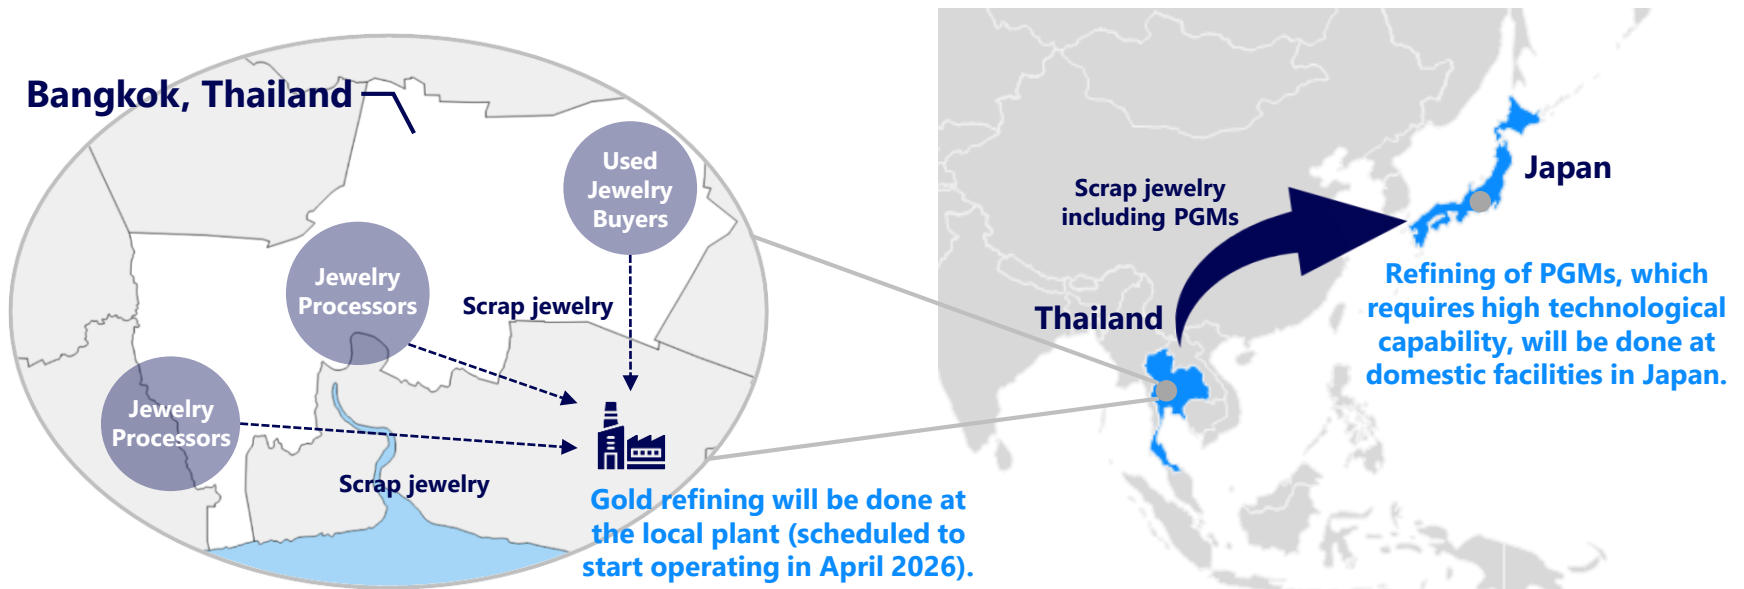 Bangkok, Thailand
Used
Jewelry
Buyers
Jewelry
Processors
Scrap jewelry
Jewelry
Processors
Scrap jewelry
Gold refining will be done at
the local plant (scheduled to
start operating in April 2026).
Scrap jewelry
including PGMs
Japan
Thailand
Refining of PGMs, which
requires high technological
capability, will be done at
domestic facilities in Japan.